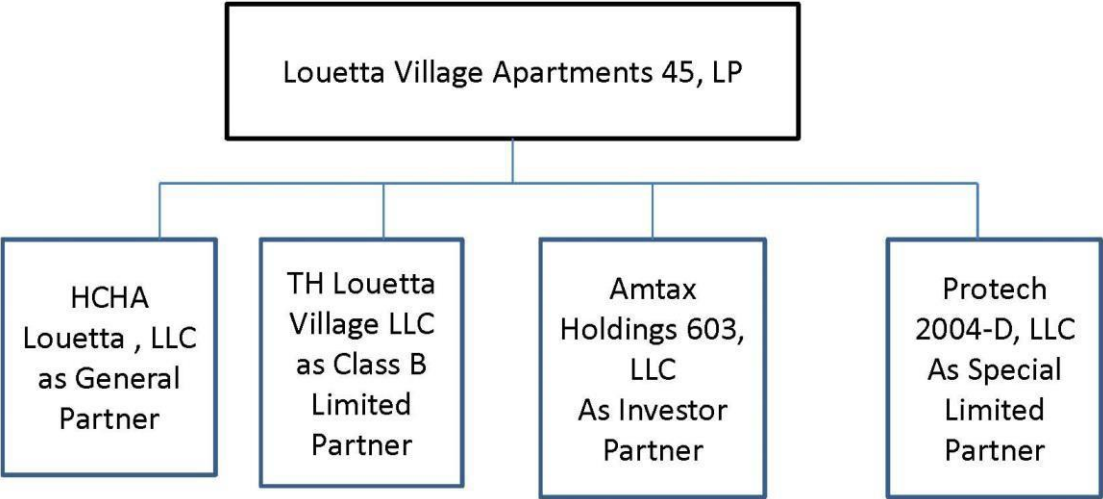 Louetta Village Apartments 45, LP
HCHA
Louetta , LLC
as General
Partner
TH Louetta
Village LLC
as Class B
Limited
Partner
Amtax
Holdings 603,
LLC
As Investor
Partner
Protech
2004-D, LLC
As Special
Limited
Partner